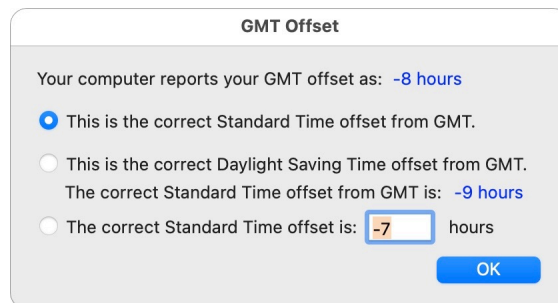 GMT Offset
Your computer reports your GMT offset as: -8 hours
This is the correct Standard Time offset from GMT.
This is the correct Daylight Saving Time offset from GMT.
The correct Standard Time offset from GMT is: -9 hours
The correct Standard Time offset is: -7 hours
OK